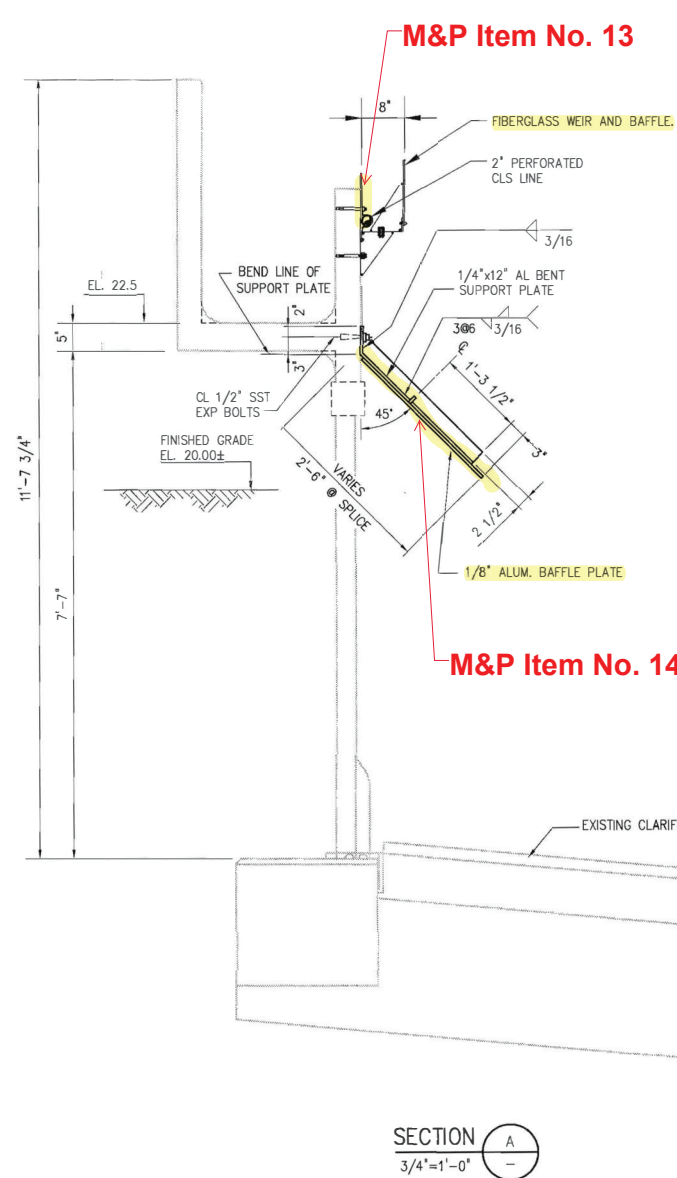 M&P Item No. 13
8"
FIBERGLASS WEIR AND BAFFLE.
2" PERFORATED
CLS LINE
3/16
BEND LINE OF
SUPPORT PLATE
1/4"x12" AL BENT
SUPPORT PLATE
EL. 22.5
2"
3@6
3/16
5"
3"
℄
1'-3 1/2"
CL 1/2" SST
EXP BOLTS
45°
3"
FINISHED GRADE
EL. 20.00±
VARIES
2'-6" @ SPLICE
2 1/2"
11'-7 3/4"
1/8" ALUM. BAFFLE PLATE
7'-7"
M&P Item No. 14
EXISTING CLARIF
SECTION
A
3/4"=1'-0"
–